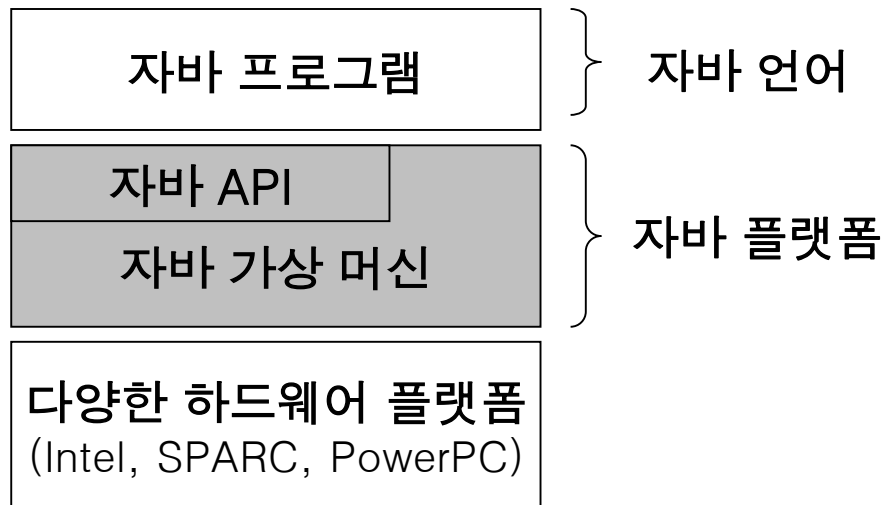 자바 프로그램
자바 언어
자바 API
자바 가상 머신
자바 플랫폼
다양한 하드웨어 플랫폼
(Intel, SPARC, PowerPC)